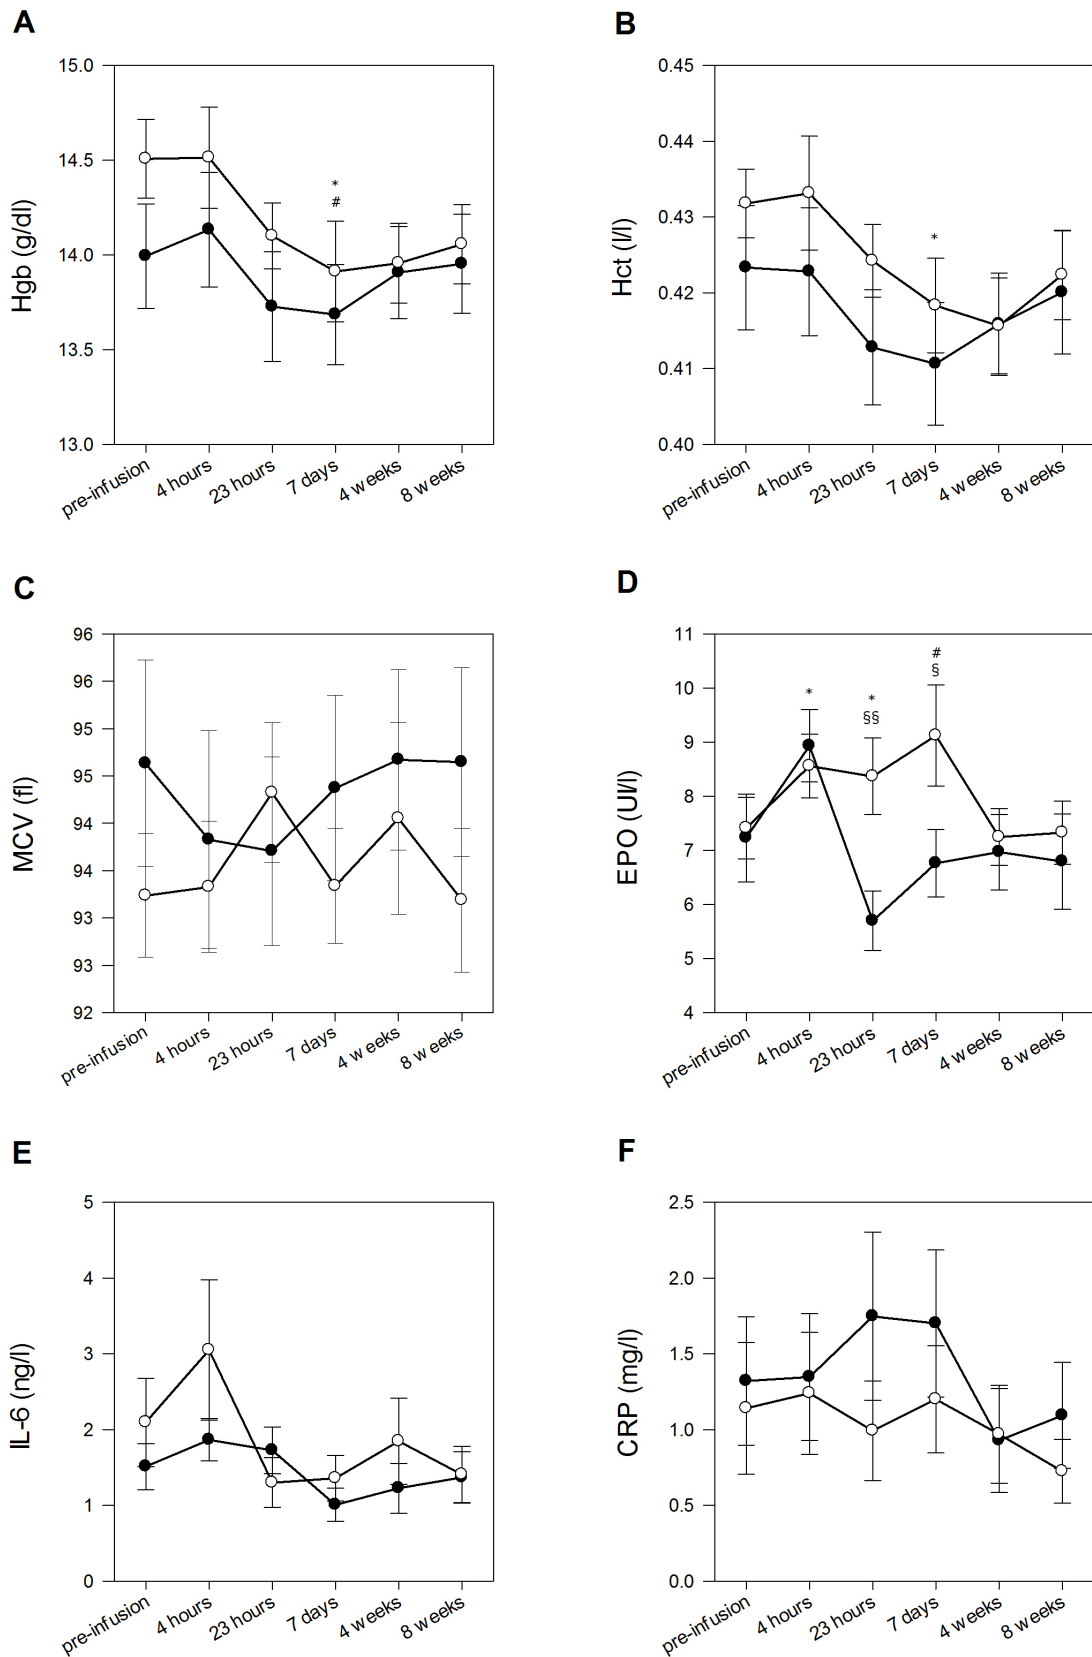 A
Hgb (g/dl)
15.0
14.5
14.0
13.5
13.0
*
#
pre-infusion
4 hours
23 hours
7 days
4 weeks
8 weeks
B
Hct (l/l)
0.45
0.44
0.43
0.42
0.41
0.40
*
pre-infusion
4 hours
23 hours
7 days
4 weeks
8 weeks
C
MCV (fl)
96
96
95
95
94
94
93
93
92
pre-infusion
4 hours
23 hours
7 days
4 weeks
8 weeks
D
EPO (UI/l)
11
10
9
8
7
6
5
4
*
*
§§
#
§
pre-infusion
4 hours
23 hours
7 days
4 weeks
8 weeks
E
IL-6 (ng/l)
5
4
3
2
1
0
pre-infusion
4 hours
23 hours
7 days
4 weeks
8 weeks
F
CRP (mg/l)
2.5
2.0
1.5
1.0
0.5
0.0
pre-infusion
4 hours
23 hours
7 days
4 weeks
8 weeks